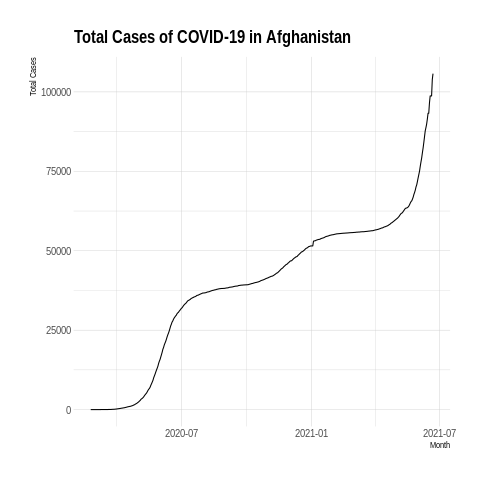 Total Cases of COVID-19 in Afghanistan
Total Cases
100000
75000
50000
25000
0
2020-07
2021-01
2021-07
Month